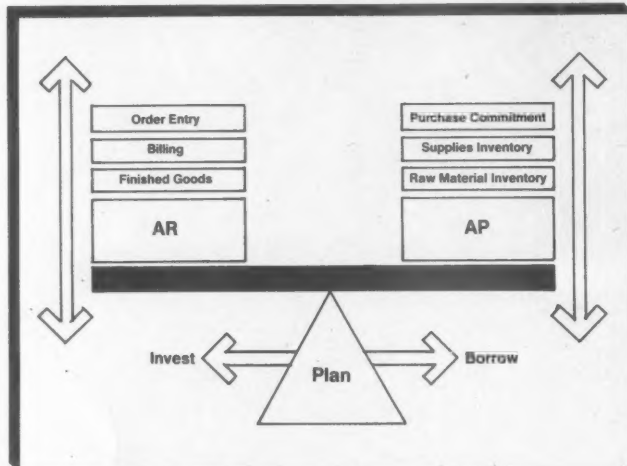 Order Entry
Billing
Finished Goods
AR
Purchase Commitment
Supplies Inventory
Raw Material Inventory
AP
Invest
Plan
Borrow